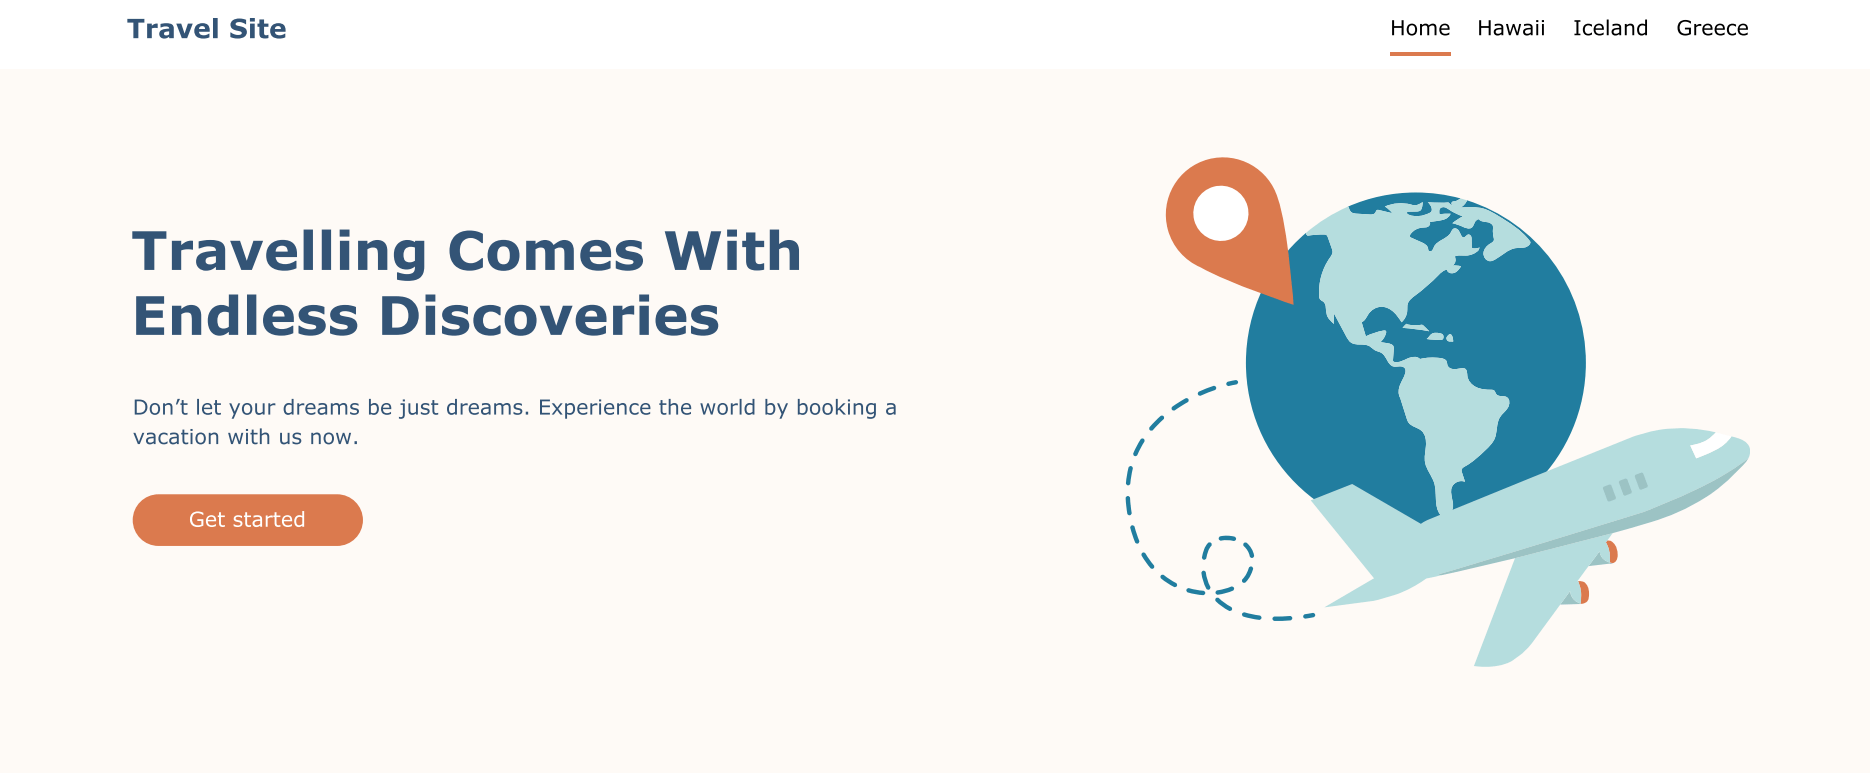 Travel Site
Home Hawaii Iceland Greece
Travelling Comes With
Endless Discoveries
Don’t let your dreams be just dreams. Experience the world by booking a
vacation with us now.
Get started